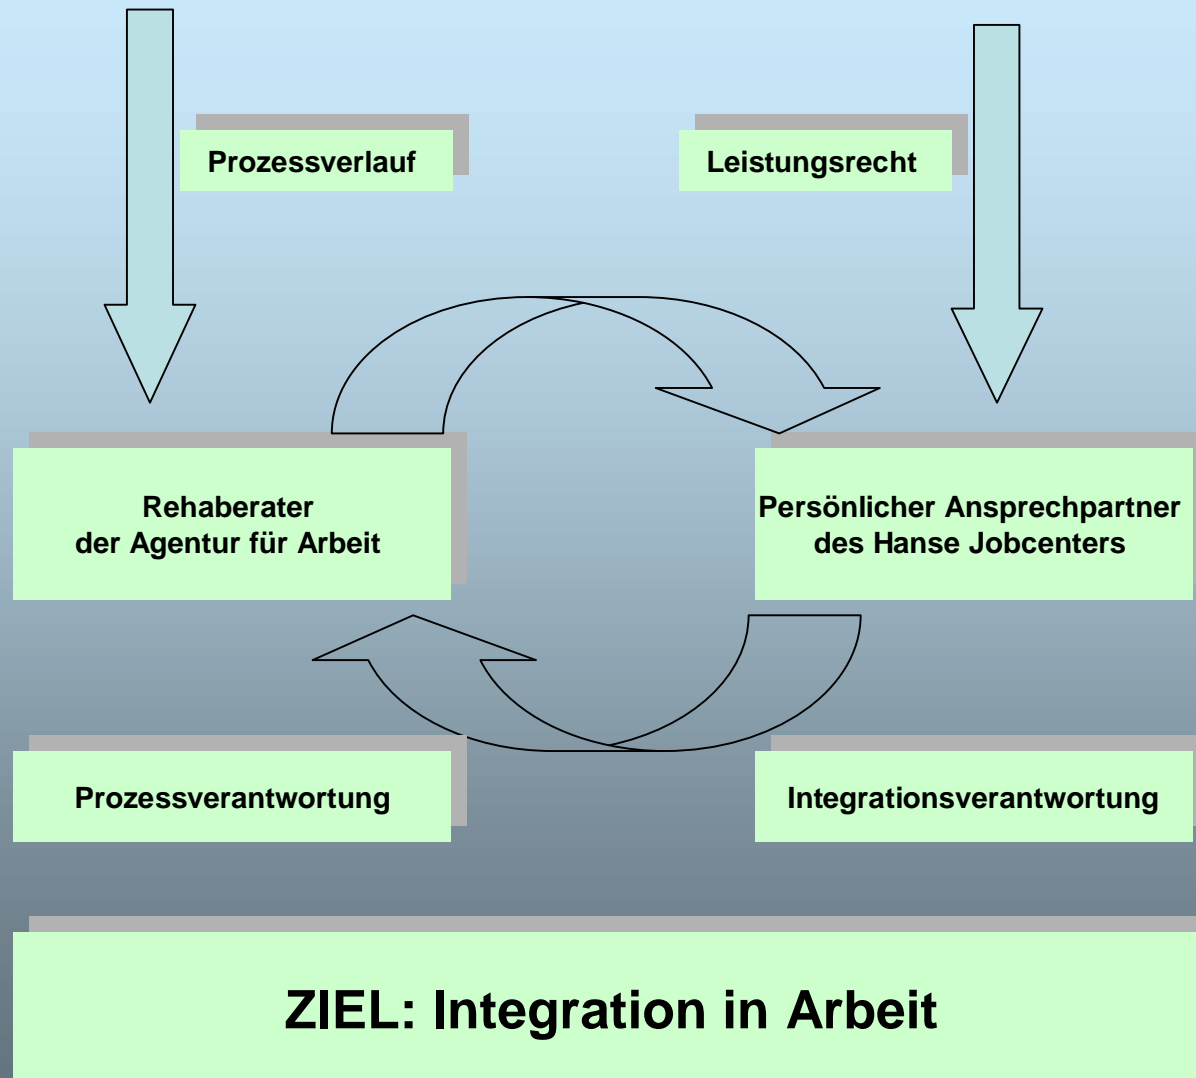 Prozessverlauf
Leistungsrecht
Rehaberater
der Agentur für Arbeit
Persönlicher Ansprechpartner
des Hanse Jobcenters
Prozessverantwortung
Integrationsverantwortung
ZIEL: Integration in Arbeit